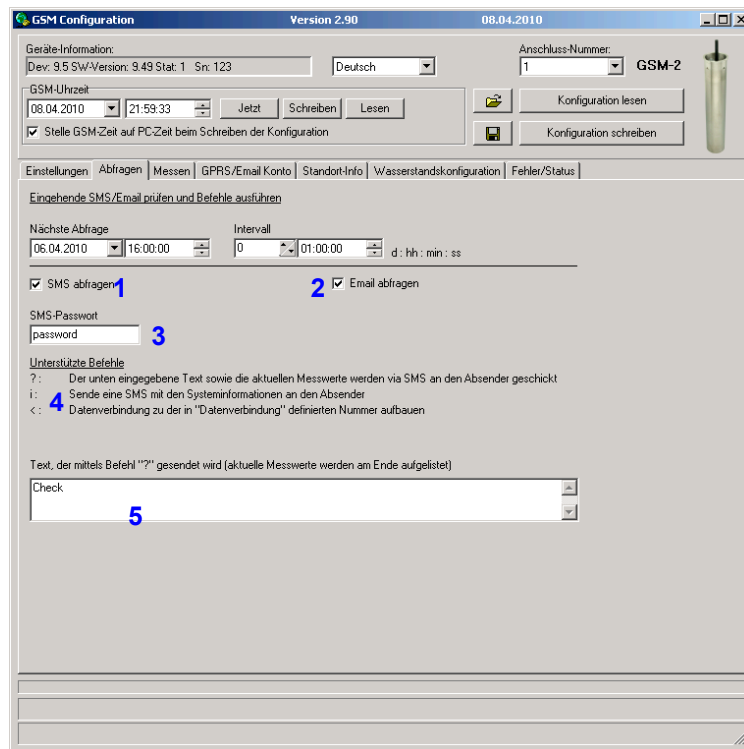 GSM Configuration Version 2.90 08.04.2010
Geräte-Information: Anschluss-Nummer:
Dev: 9.5 SW-Version: 9.49 Stat: 1 Sn: 123 Deutsch 1 GSM-2
GSM-Uhrzeit
08.04.2010 21:59:33 Jetzt Schreiben Lesen Konfiguration lesen
Stelle GSM-Zeit auf PC-Zeit beim Schreiben der Konfiguration Konfiguration schreiben
Einstellungen Abfragen Messen GPRS/Email Konto Standort-Info Wasserstandskonfiguration Fehler/Status
Eingehende SMS/Email prüfen und Befehle ausführen
Nächste Abfrage Intervall
06.04.2010 16:00:00 0 01:00:00 d : hh : min : ss
SMS abfragen 1 2 Email abfragen
SMS-Passwort
password 3
Unterstützte Befehle
? : Der unten eingegebene Text sowie die aktuellen Messwerte werden via SMS an den Absender geschickt
i : 4 Sende eine SMS mit den Systeminformationen an den Absender
< : Datenverbindung zu der in "Datenverbindung" definierten Nummer aufbauen
Text, der mittels Befehl "?" gesendet wird (aktuelle Messwerte werden am Ende aufgelistet)
Check
5